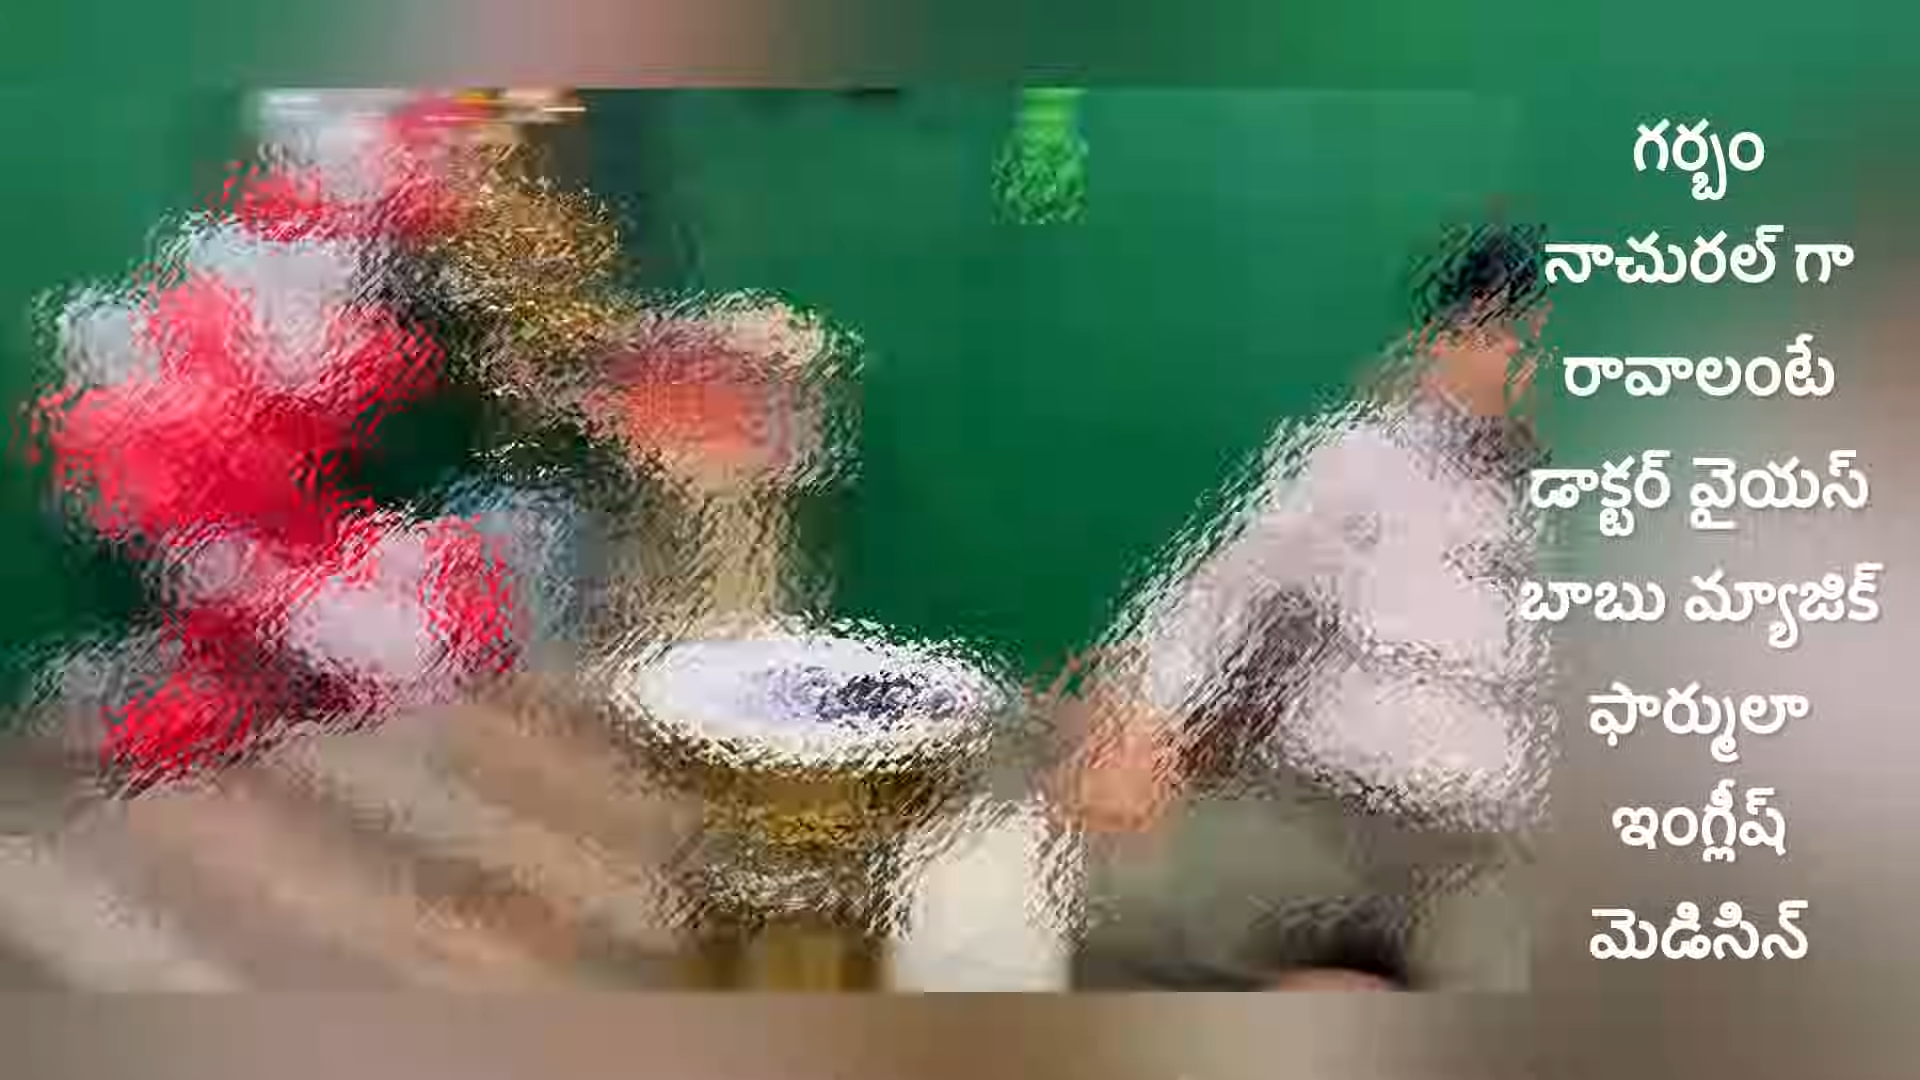 గర్భం
నాచురల్ గా
రావాలంటే
డాక్టర్ వైయస్
బాబు మ్యాజిక్
ఫార్ములా
ఇంగ్లీష్
మెడిసిన్